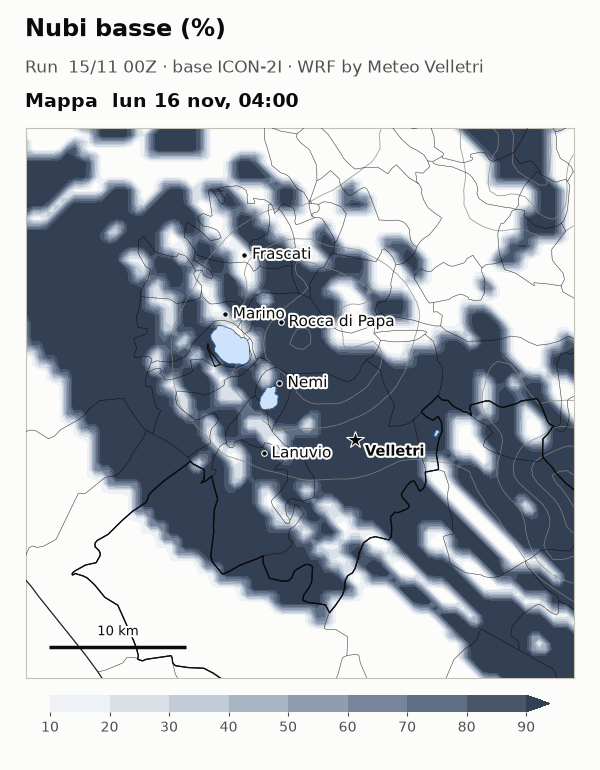 Nubi basse (%)
Run  15/11 00Z · base ICON-2I · WRF by Meteo Velletri
Mappa  lun 16 nov, 04:00
Frascati
Marino
Rocca di Papa
Nemi
Velletri
Lanuvio
10 km
10 20 30 40 50 60 70 80 90